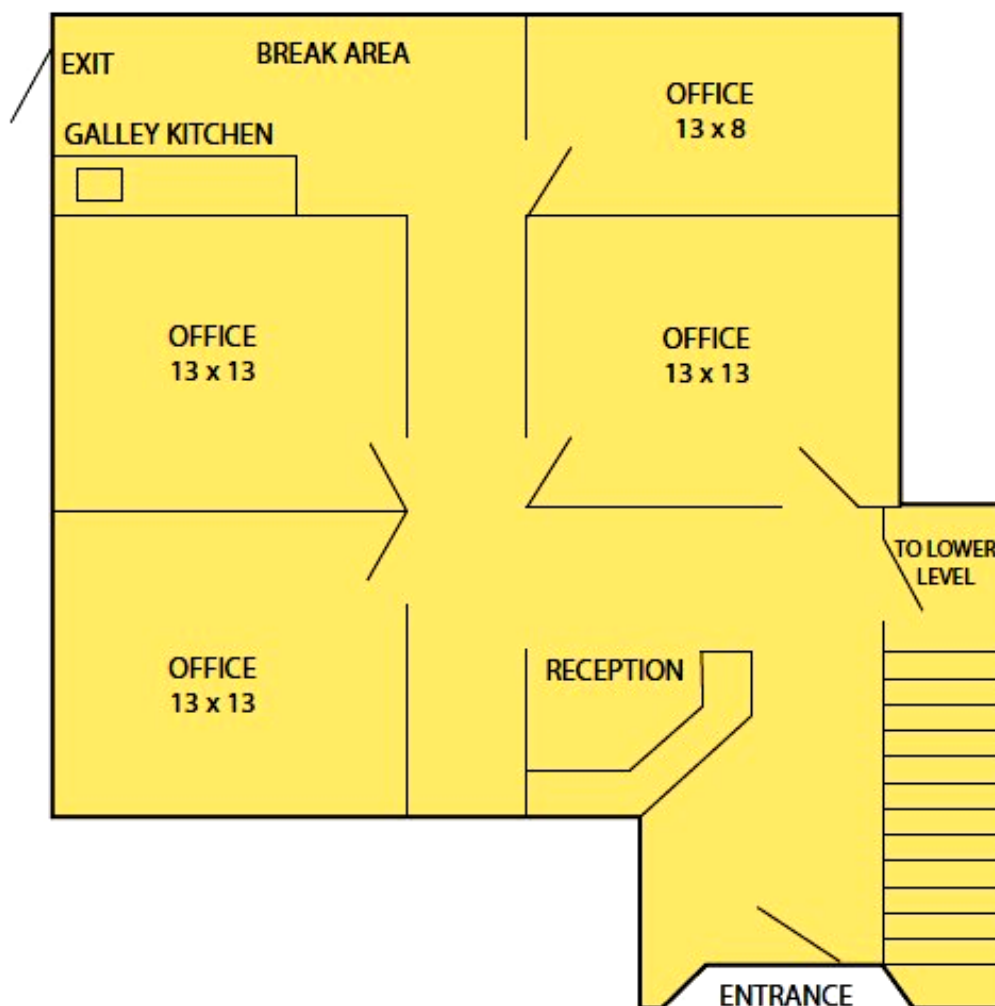 EXIT
BREAK AREA
OFFICE
13 x 8
GALLEY KITCHEN
OFFICE
13 x 13
OFFICE
13 x 13
TO LOWER
LEVEL
OFFICE
13 x 13
RECEPTION
ENTRANCE